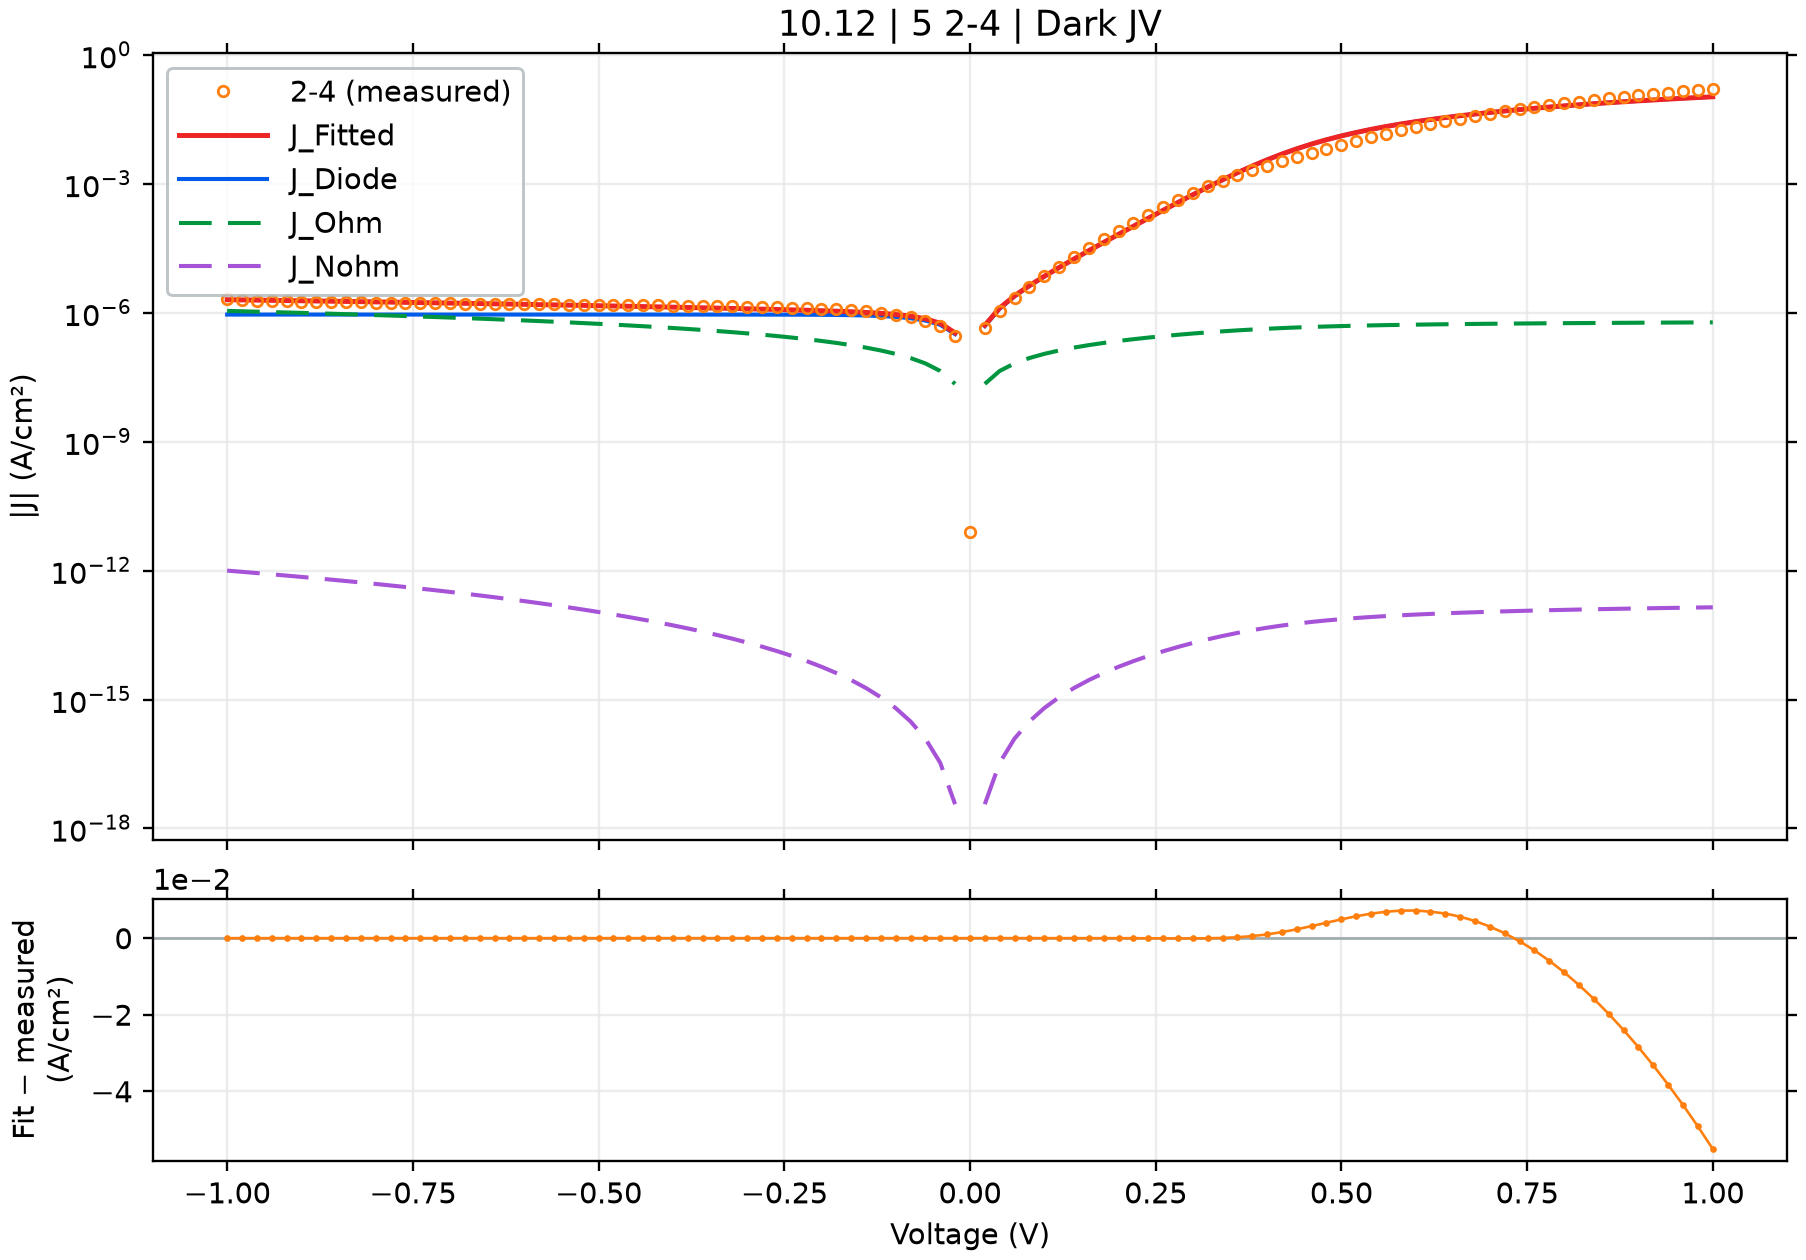 10.12 | 5 2-4 | Dark JV
10⁰
10⁻³
10⁻⁶
10⁻⁹
10⁻¹²
10⁻¹⁵
10⁻¹⁸
|J| (A/cm²)
2-4 (measured)
J_Fitted
J_Diode
J_Ohm
J_Nohm
1e−2
0
−2
−4
Fit − measured
(A/cm²)
−1.00 −0.75 −0.50 −0.25 0.00 0.25 0.50 0.75 1.00
Voltage (V)